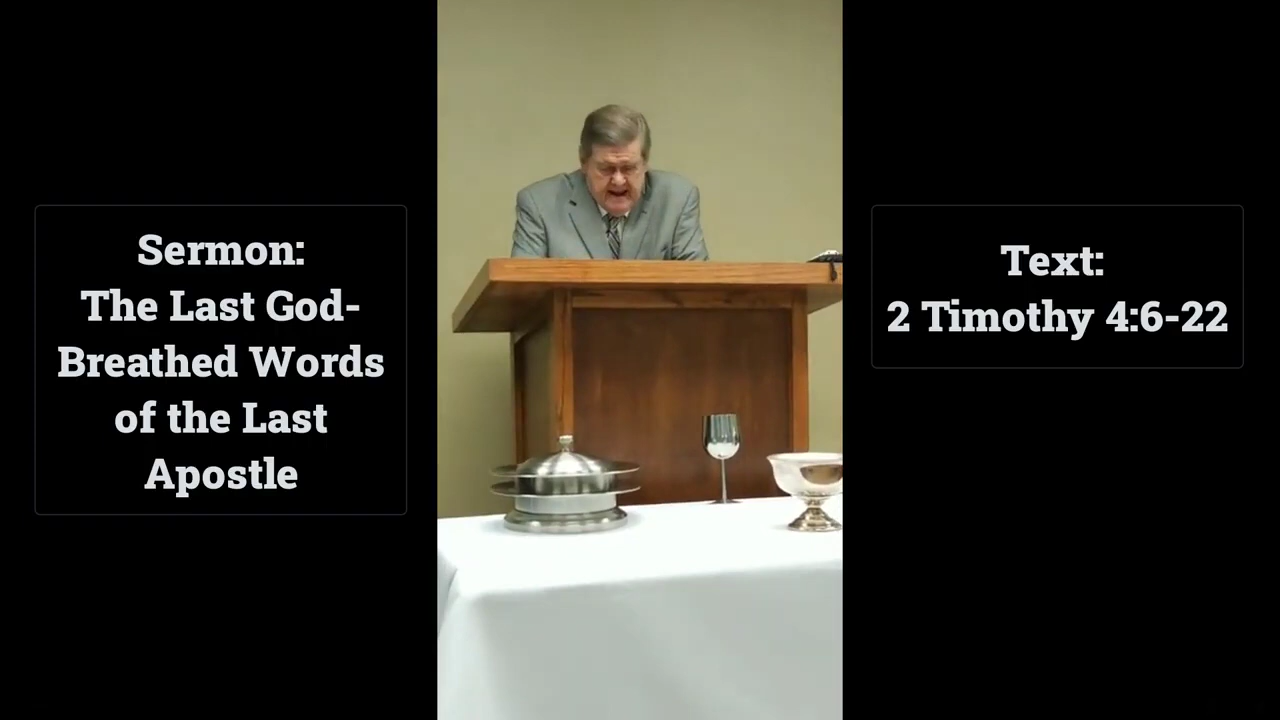 Sermon:
The Last God-
Breathed Words
of the Last
Apostle
Text:
2 Timothy 4:6-22